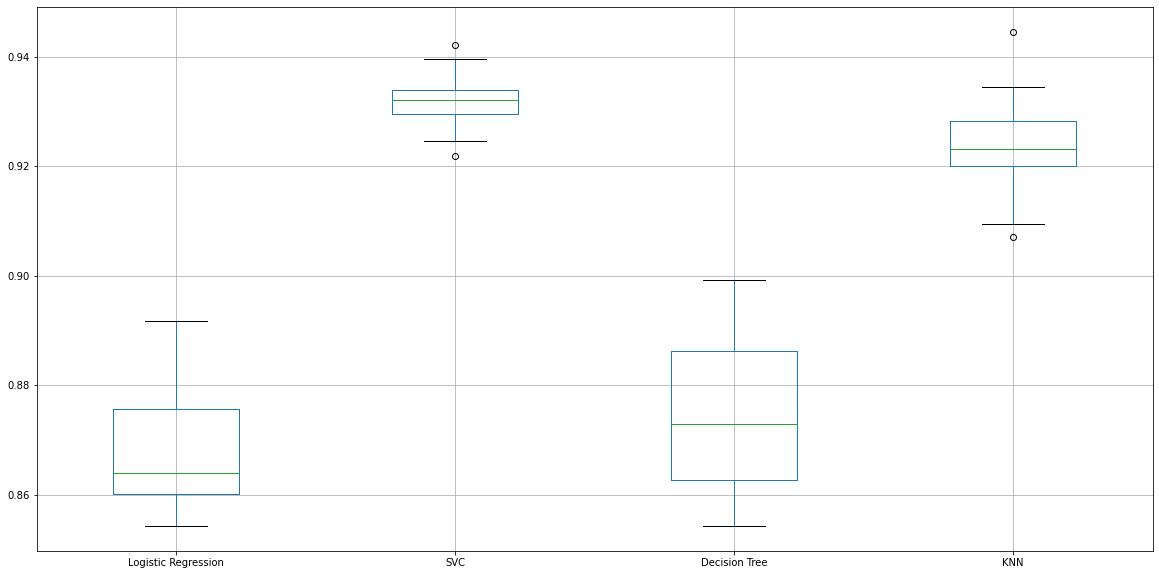 0.94
0.92
0.90
0.88
0.86
Logistic Regression
SVC
Decision Tree
KNN